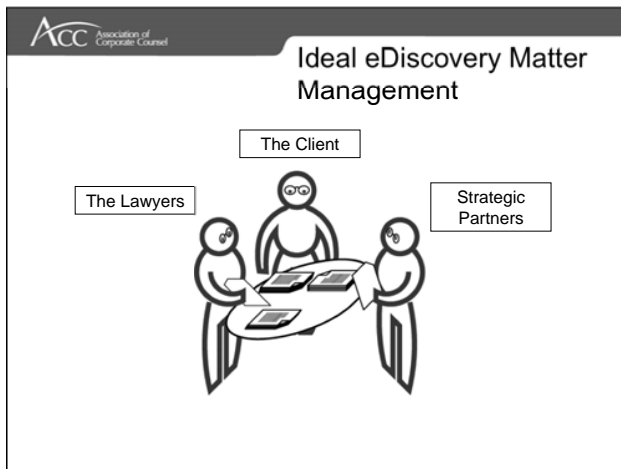 ACC Association of
Corporate Counsel
Ideal eDiscovery Matter
Management
The Client
The Lawyers
Strategic
Partners